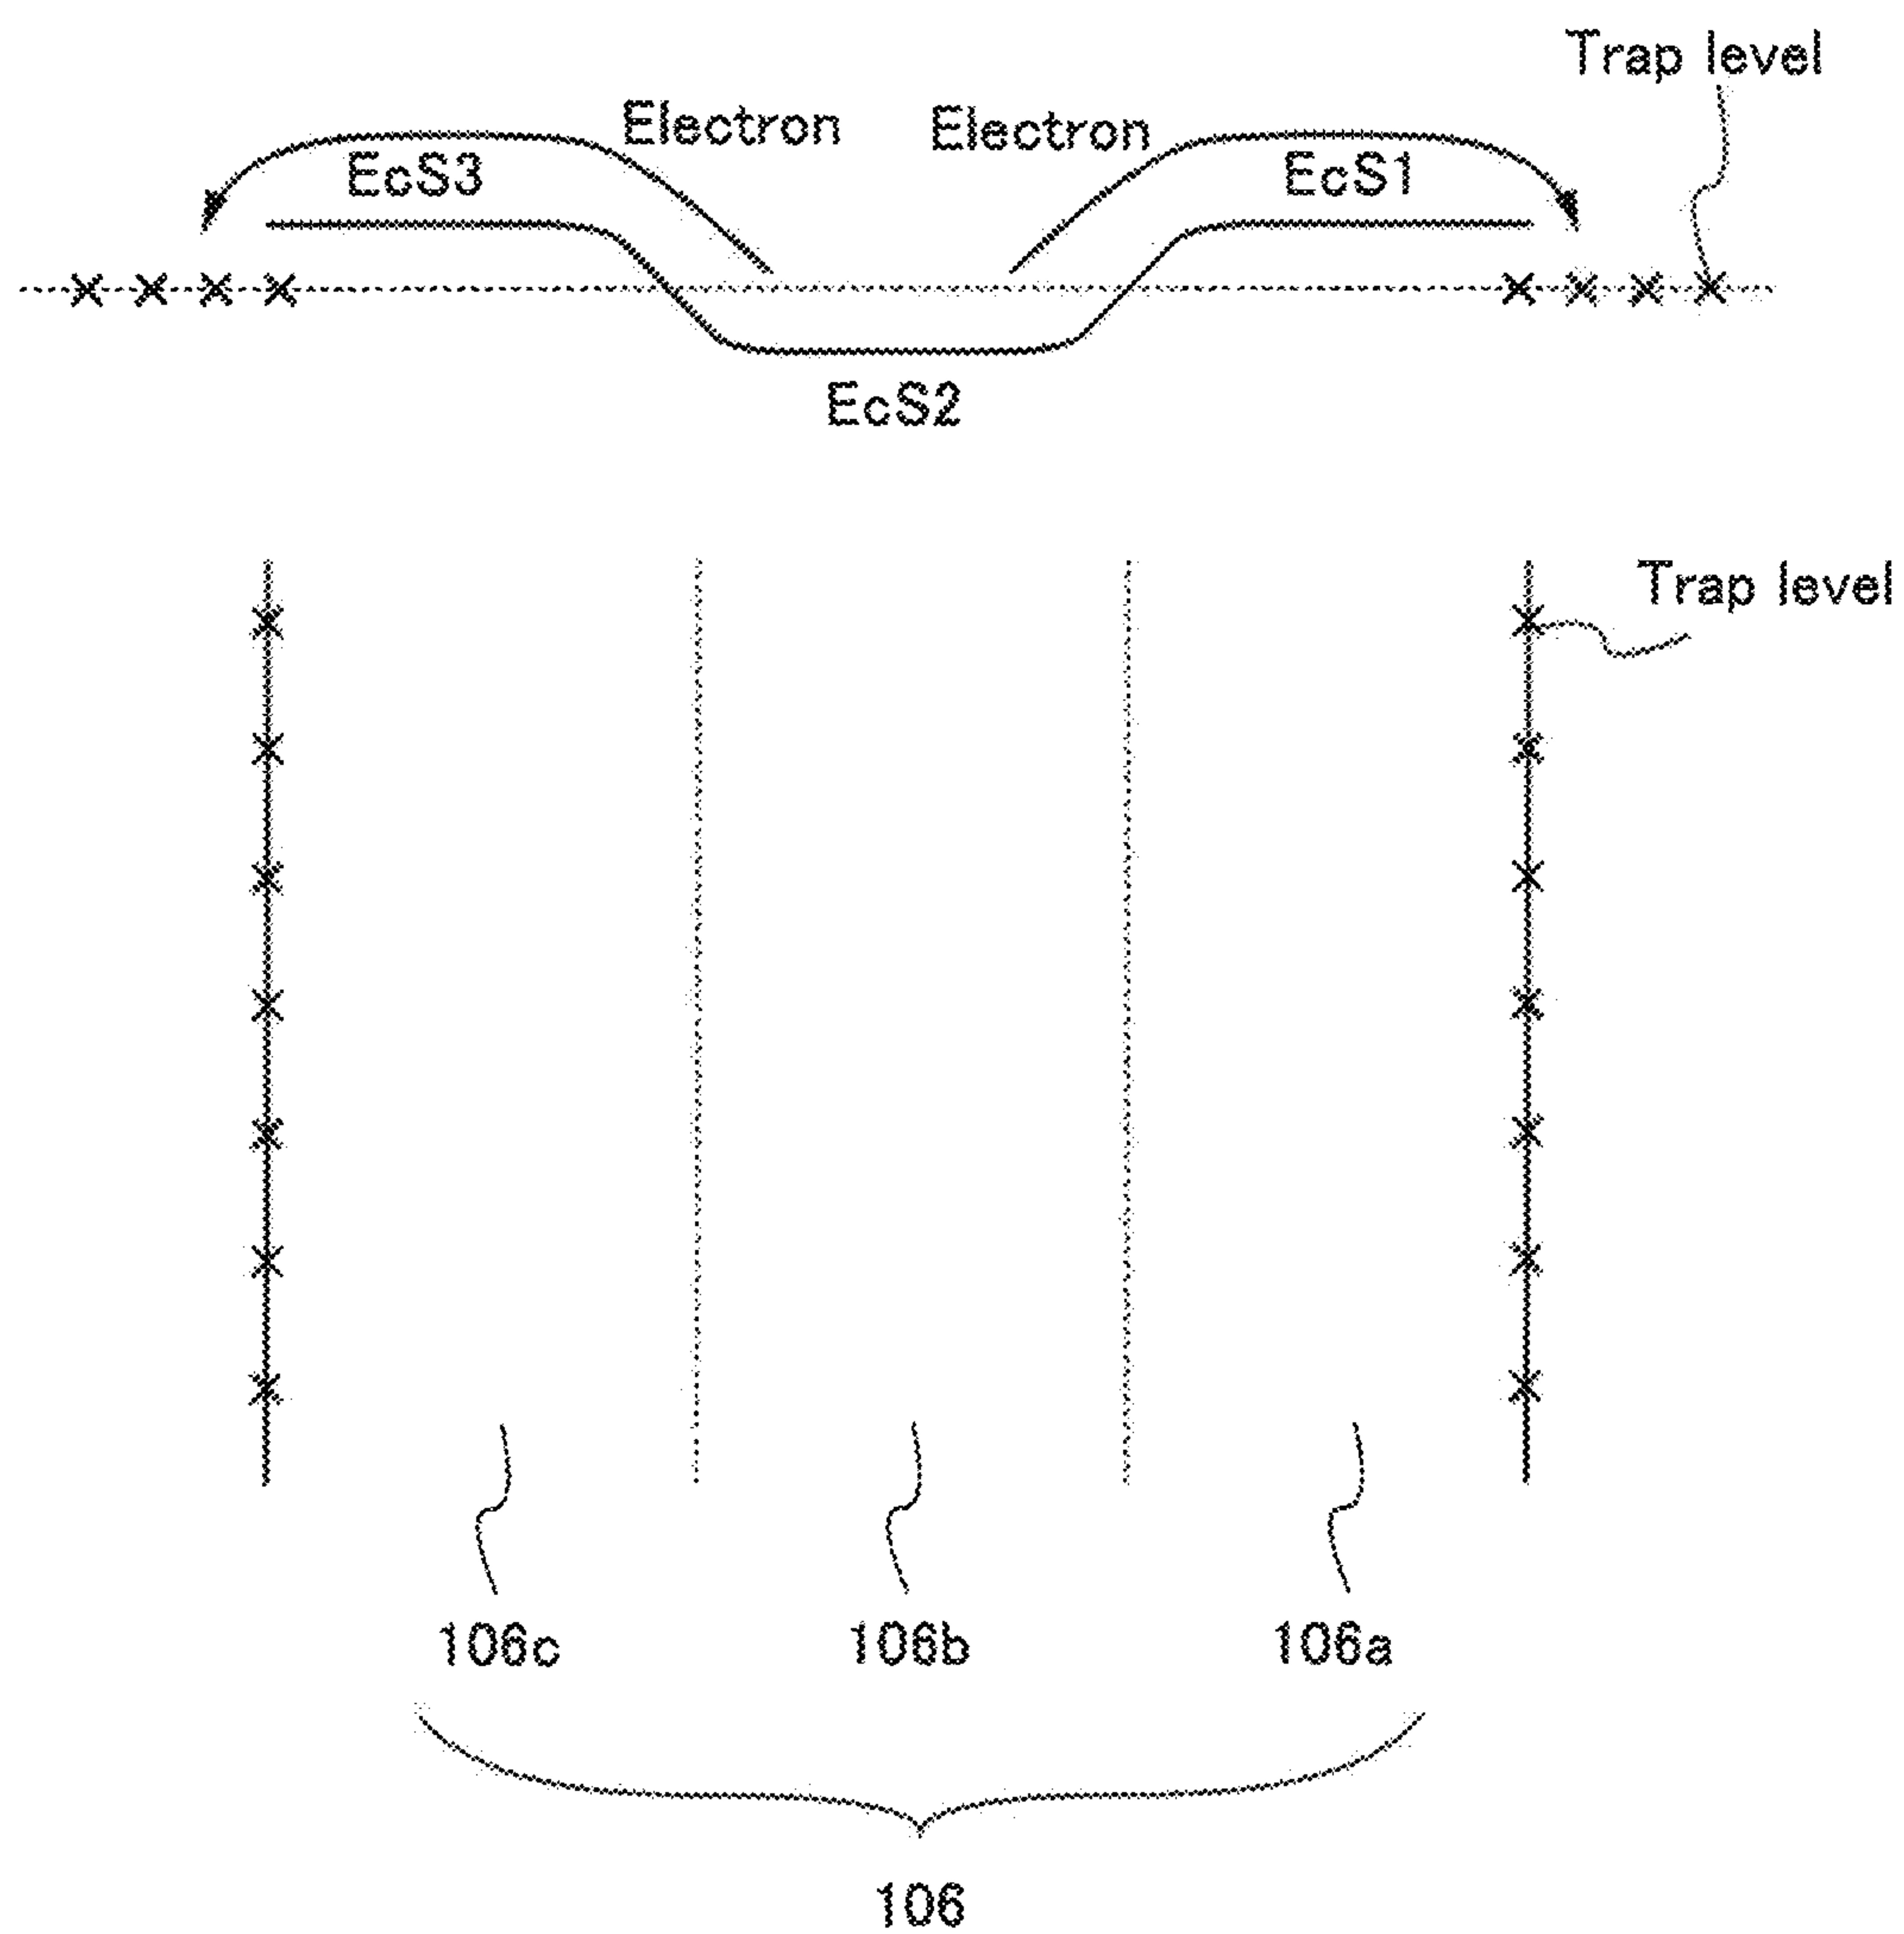 Trap level
Electron Electron
EcS3 EcS1
EcS2
Trap level
106c 106b 106a
106